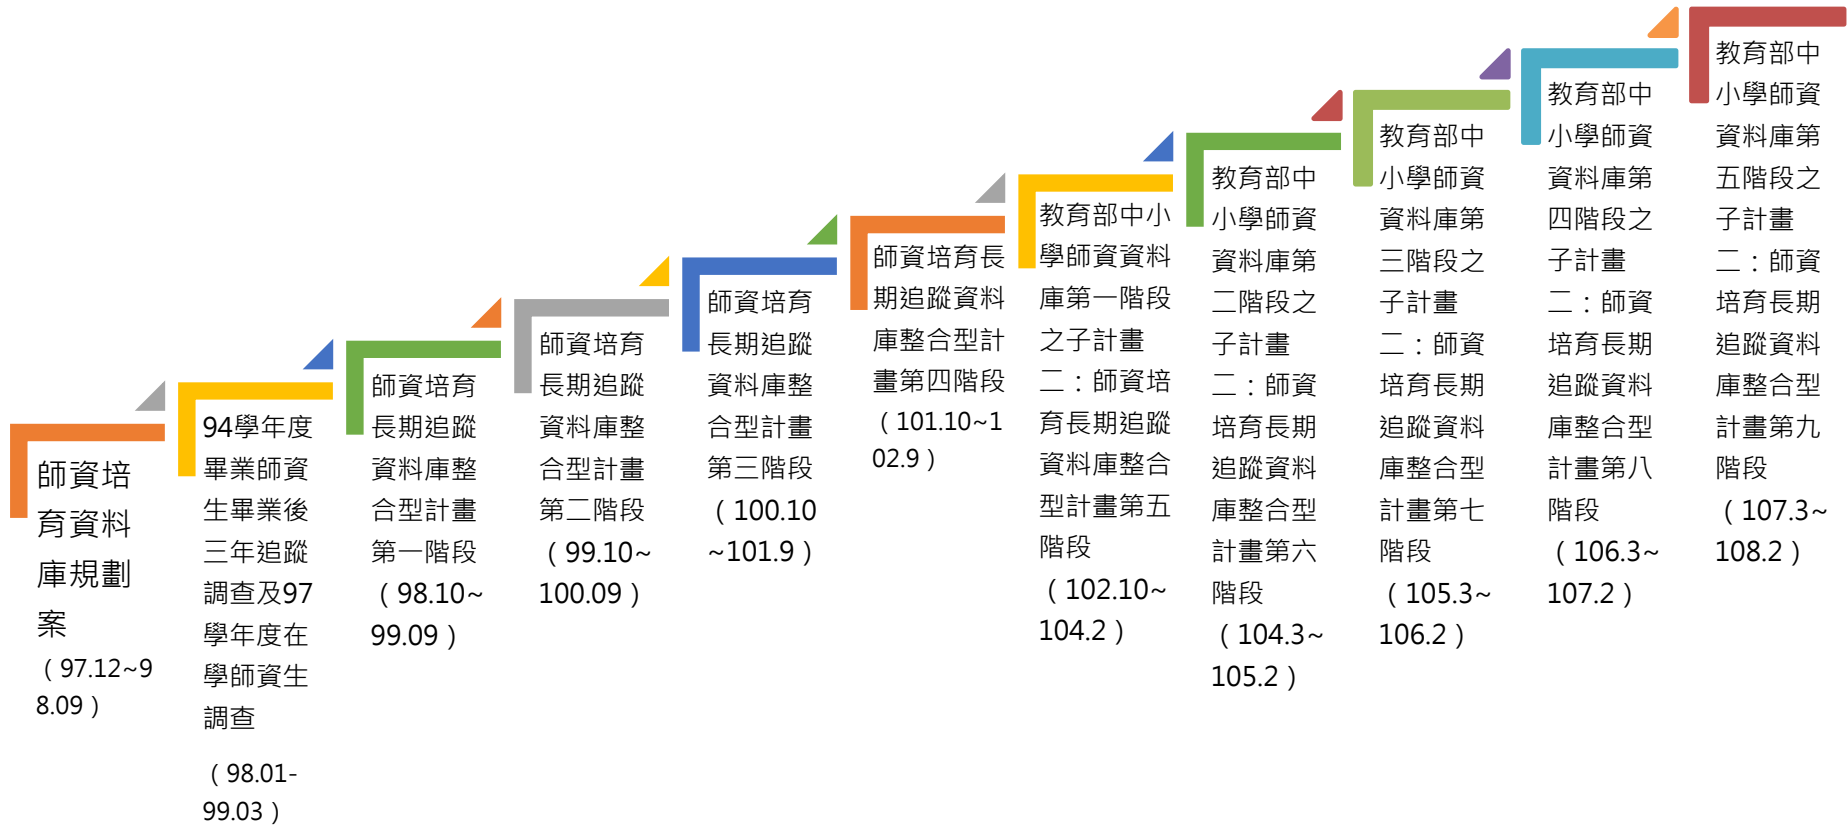 師資培
育資料
庫規劃
案
（97.12~9
8.09）
94學年度
畢業師資
生畢業後
三年追蹤
調查及97
學年度在
學師資生
調查
（98.01-
99.03）
師資培育
長期追蹤
資料庫整
合型計畫
第一階段
（98.10~
99.09）
師資培育
長期追蹤
資料庫整
合型計畫
第二階段
（99.10~
100.09）
師資培育
長期追蹤
資料庫整
合型計畫
第三階段
（100.10
~101.9）
師資培育長
期追蹤資料
庫整合型計
畫第四階段
（101.10~1
02.9）
教育部中小
學師資資料
庫第一階段
之子計畫
二：師資培
育長期追蹤
資料庫整合
型計畫第五
階段
（102.10~
104.2）
教育部中
小學師資
資料庫第
二階段之
子計畫
二：師資
培育長期
追蹤資料
庫整合型
計畫第六
階段
（104.3~
105.2）
教育部中
小學師資
資料庫第
三階段之
子計畫
二：師資
培育長期
追蹤資料
庫整合型
計畫第七
階段
（105.3~
106.2）
教育部中
小學師資
資料庫第
四階段之
子計畫
二：師資
培育長期
追蹤資料
庫整合型
計畫第八
階段
（106.3~
107.2）
教育部中
小學師資
資料庫第
五階段之
子計畫
二：師資
培育長期
追蹤資料
庫整合型
計畫第九
階段
（107.3~
108.2）